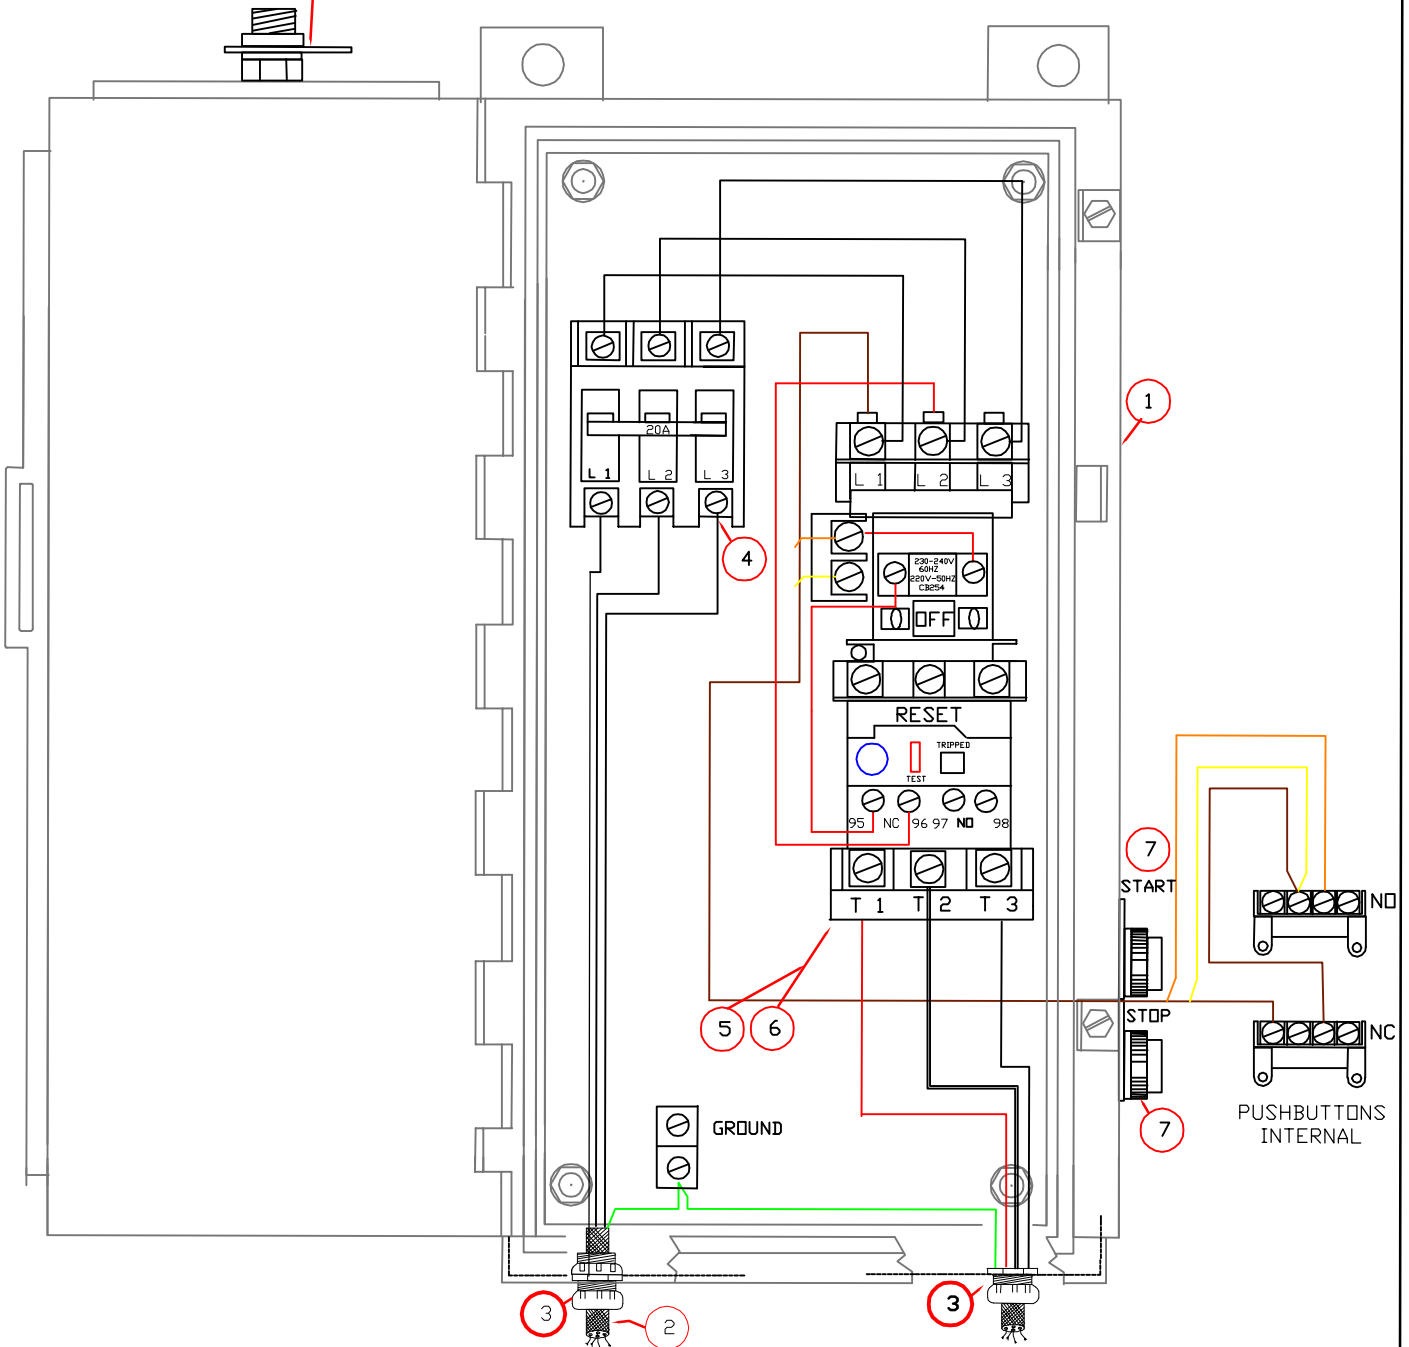 1
20A
L 1
L 2
L 3
L 1
L 2
L 3
4
230-240V
60HZ
220V-50HZ
CB254
OFF
RESET
TRIPPED
TEST
95
NC
96
97
NO
98
7
START
T 1
T 2
T 3
NO
5
6
STOP
NC
7
PUSHBUTTONS
INTERNAL
GROUND
3
3
2